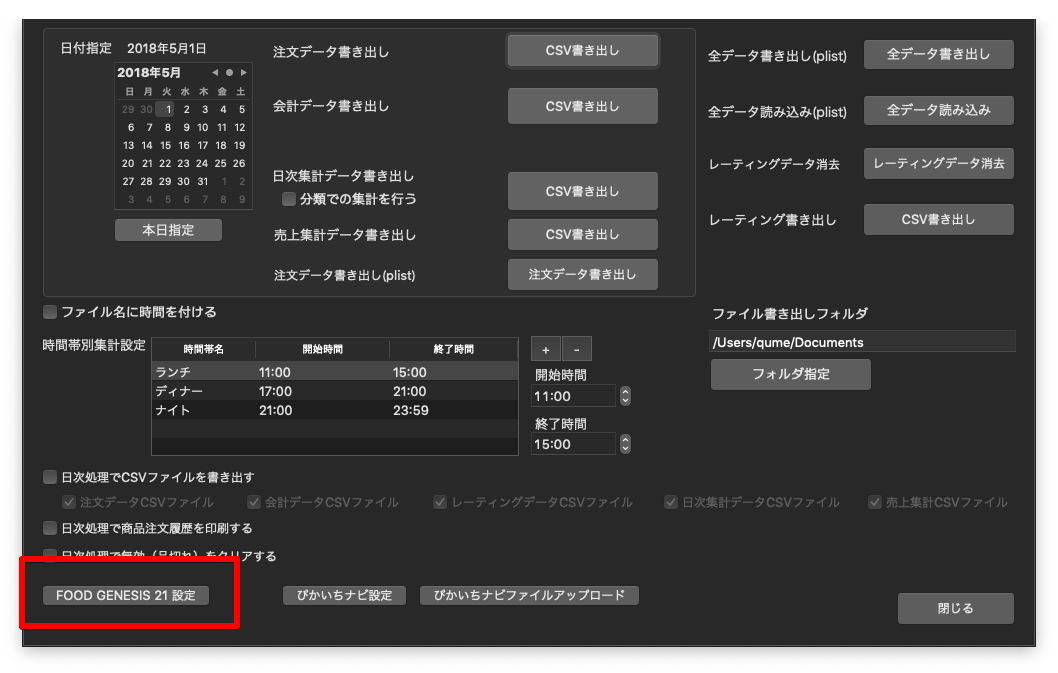 日付指定 2018年5月1日
2018年5月
日 月 火 水 木 金 土
29 30 1 2 3 4 5
6 7 8 9 10 11 12
13 14 15 16 17 18 19
20 21 22 23 24 25 26
27 28 29 30 31 1 2
3 4 5 6 7 8 9
本日指定
注文データ書き出し CSV書き出し
会計データ書き出し CSV書き出し
日次集計データ書き出し CSV書き出し
分類での集計を行う
売上集計データ書き出し CSV書き出し
注文データ書き出し(plist) 注文データ書き出し
全データ書き出し(plist) 全データ書き出し
全データ読み込み(plist) 全データ読み込み
レーティングデータ消去 レーティングデータ消去
レーティング書き出し CSV書き出し
ファイル名に時間を付ける
時間帯別集計設定
時間帯名 開始時間 終了時間
ランチ 11:00 15:00
ディナー 17:00 21:00
ナイト 21:00 23:59
+ -
開始時間
11:00
終了時間
15:00
ファイル書き出しフォルダ
/Users/qume/Documents
フォルダ指定
日次処理でCSVファイルを書き出す
注文データCSVファイル 会計データCSVファイル レーティングデータCSVファイル 日次集計データCSVファイル 売上集計CSVファイル
日次処理で商品注文履歴を印刷する
日次処理で無効（品切れ）をクリアする
FOOD GENESIS 21 設定 ぴかいちナビ設定 ぴかいちナビファイルアップロード
閉じる